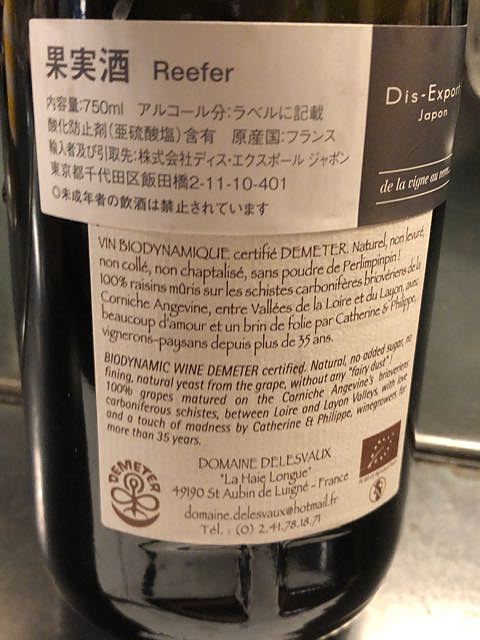 果実酒 Reefer
内容量:750ml アルコール分:ラベルに記載
酸化防止剤(亜硫酸塩)含有 原産国:フランス
輸入者及び引取先:株式会社ディス・エクスポール ジャポン
東京都千代田区飯田橋2-11-10-401
◎未成年者の飲酒は禁止されています
Dis-Export
Japon
de la vigne au verre...
VIN BIODYNAMIQUE certifié DEMETER. Naturel, non levuré,
non collé, non chaptalisé, sans poudre de Perlimpinpin !
100% raisins mûris sur les schistes carbonifères briovériens de la
Corniche Angevine, entre Vallées de la Loire et du Layon, avec
beaucoup d'amour et un brin de folie par Catherine & Philippe,
vignerons-paysans depuis plus de 35 ans.
BIODYNAMIC WINE DEMETER certified. Natural, no added sugar, no
fining, natural yeast from the grape, without any "fairy dust" !
100% grapes matured on the Corniche Angevine's brioverians
carboniferous schistes, between Loire and Layon Valleys, with love
and a touch of madness by Catherine & Philippe, winegrowers for
more than 35 years.
DOMAINE DELESVAUX
"La Haie Longue"
49190 St Aubin de Luigné - France
domaine.delesvaux@hotmail.fr
Tél. : (0) 2.41.78.18.71
DEMETER